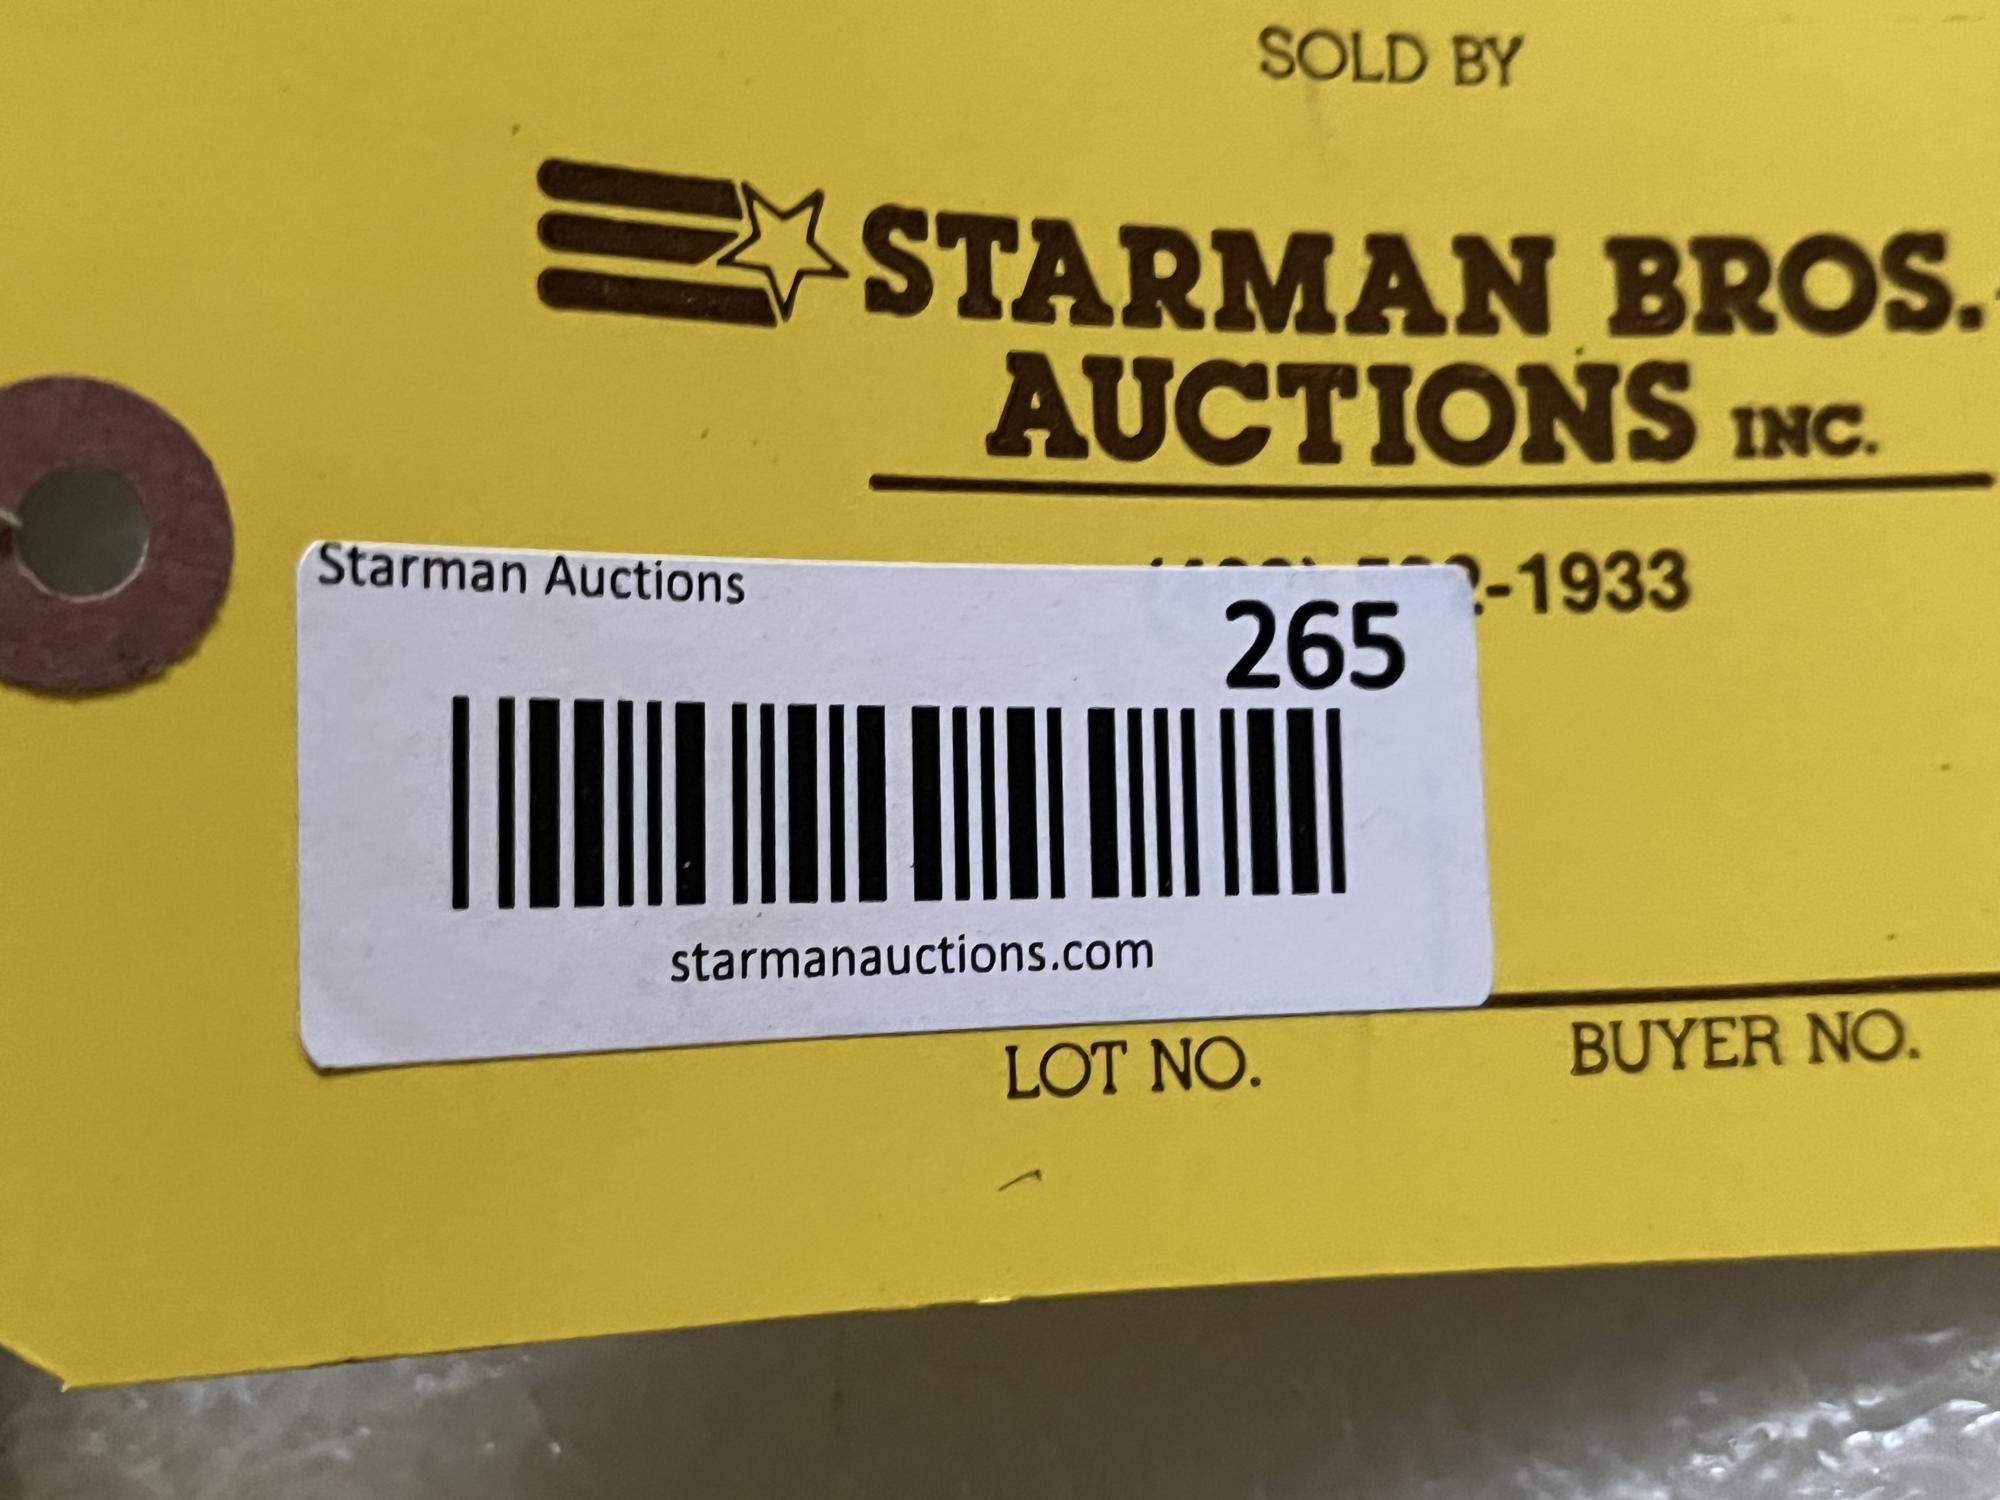 SOLD BY
STARMAN BROS.
AUCTIONS INC.
-1933
Starman Auctions
265
starmanauctions.com
LOT NO.
BUYER NO.